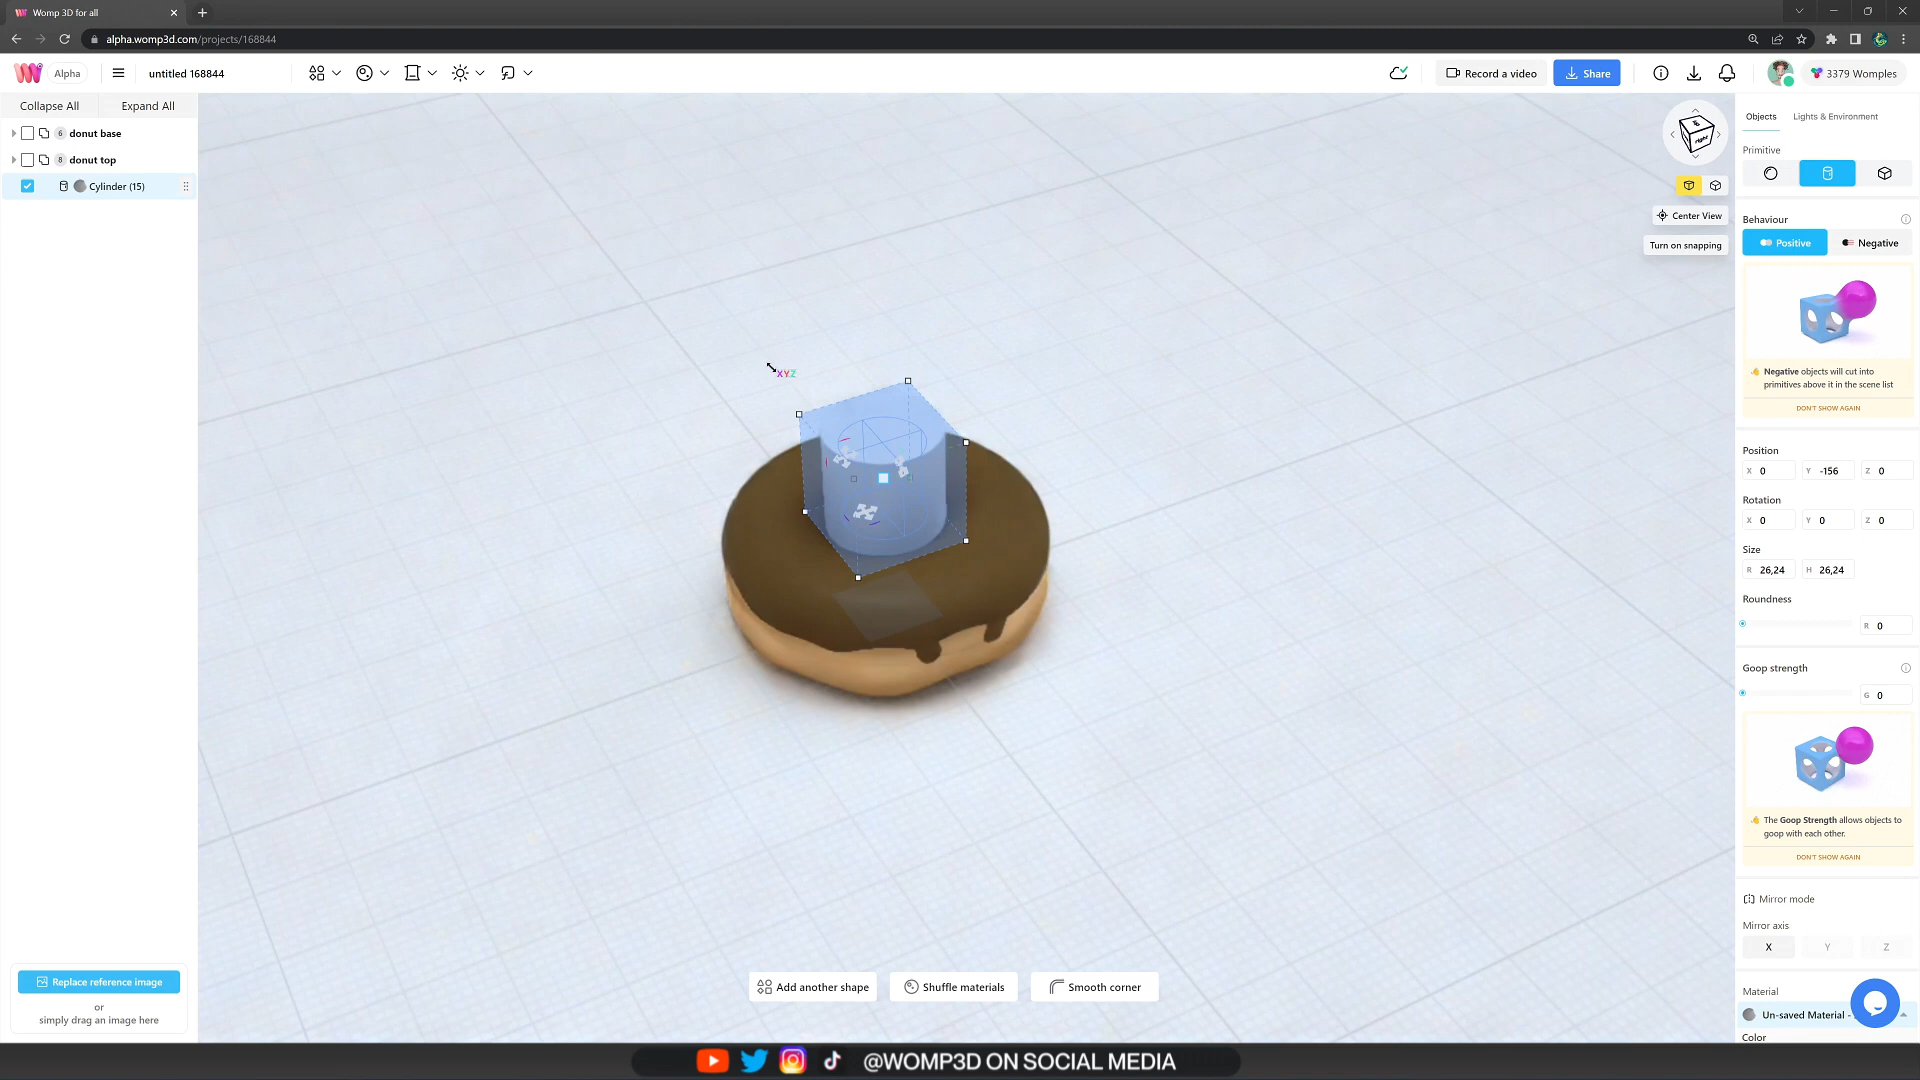 Womp 3D for all
alpha.womp3d.com/projects/168844
Alpha
untitled 168844
Record a video
Share
3379 Womples
Collapse All
Expand All
6 donut base
8 donut top
Cylinder (15)
XYZ
right
Center View
Turn on snapping
Objects
Lights & Environment
Primitive
Behaviour
Positive
Negative
Negative objects will cut into
primitives above it in the scene list
DON'T SHOW AGAIN
Position
X 0
Y -156
Z 0
Rotation
X 0
Y 0
Z 0
Size
R 26,24
H 26,24
Roundness
R 0
Goop strength
G 0
The Goop Strength allows objects to
goop with each other.
DON'T SHOW AGAIN
Mirror mode
Mirror axis
X
Y
Z
Material
Un-saved Material -
Color
Replace reference image
or
simply drag an image here
Add another shape
Shuffle materials
Smooth corner
@WOMP3D ON SOCIAL MEDIA